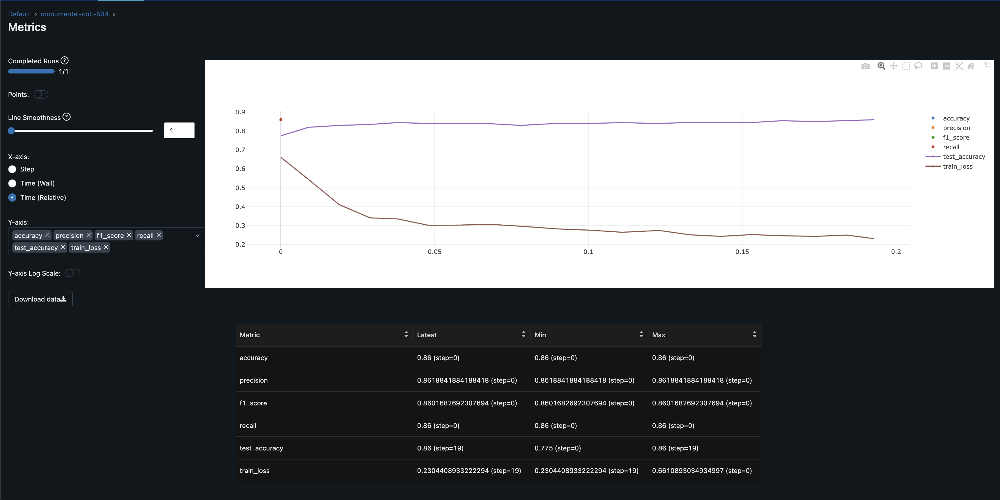 Default > monumental-colt-504 >
Metrics
Completed Runs ?
1/1
Points:
Line Smoothness ?
1
X-axis:
Step
Time (Wall)
Time (Relative)
Y-axis:
accuracy × precision × f1_score × recall ×
test_accuracy × train_loss ×
Y-axis Log Scale:
Download data
0.9
0.8
0.7
0.6
0.5
0.4
0.3
0.2
0 0.05 0.1 0.15 0.2
accuracy
precision
f1_score
recall
test_accuracy
train_loss
Metric Latest Min Max
accuracy 0.86 (step=0) 0.86 (step=0) 0.86 (step=0)
precision 0.8618841884188418 (step=0) 0.8618841884188418 (step=0) 0.8618841884188418 (step=0)
f1_score 0.8601682692307694 (step=0) 0.8601682692307694 (step=0) 0.8601682692307694 (step=0)
recall 0.86 (step=0) 0.86 (step=0) 0.86 (step=0)
test_accuracy 0.86 (step=19) 0.775 (step=0) 0.86 (step=19)
train_loss 0.2304408933222294 (step=19) 0.2304408933222294 (step=19) 0.6610893034934997 (step=0)